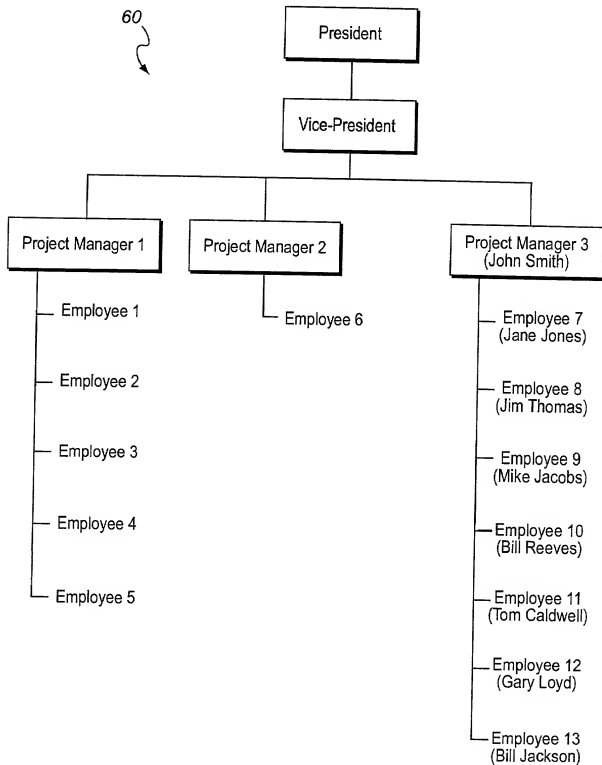 60
President
Vice-President
Project Manager 1
Employee 1
Employee 2
Employee 3
Employee 4
Employee 5
Project Manager 2
Employee 6
Project Manager 3
(John Smith)
Employee 7
(Jane Jones)
Employee 8
(Jim Thomas)
Employee 9
(Mike Jacobs)
Employee 10
(Bill Reeves)
Employee 11
(Tom Caldwell)
Employee 12
(Gary Loyd)
Employee 13
(Bill Jackson)